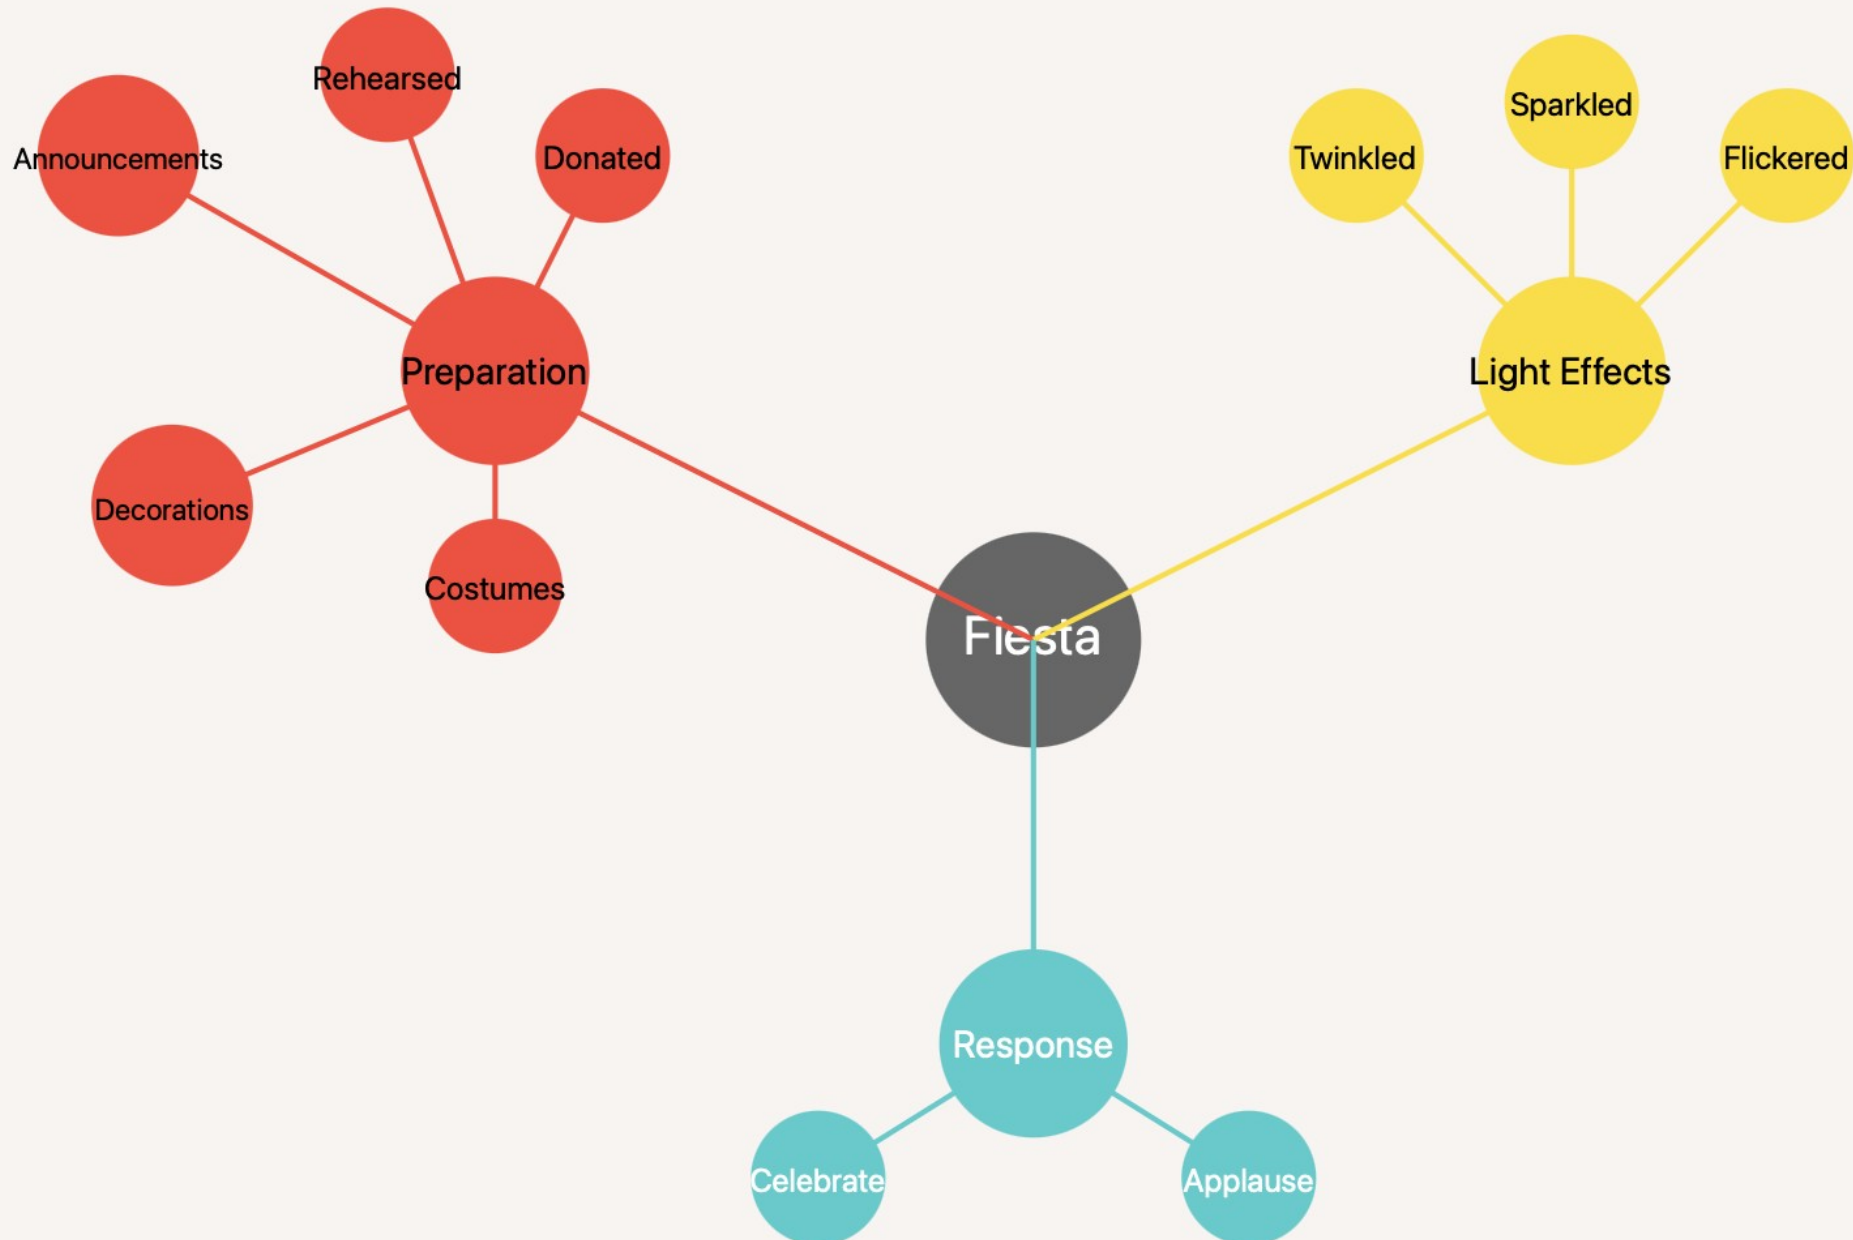 Rehearsed
Announcements
Donated
Preparation
Decorations
Costumes
Sparkled
Twinkled
Flickered
Light Effects
Fiesta
Response
Celebrate
Applause